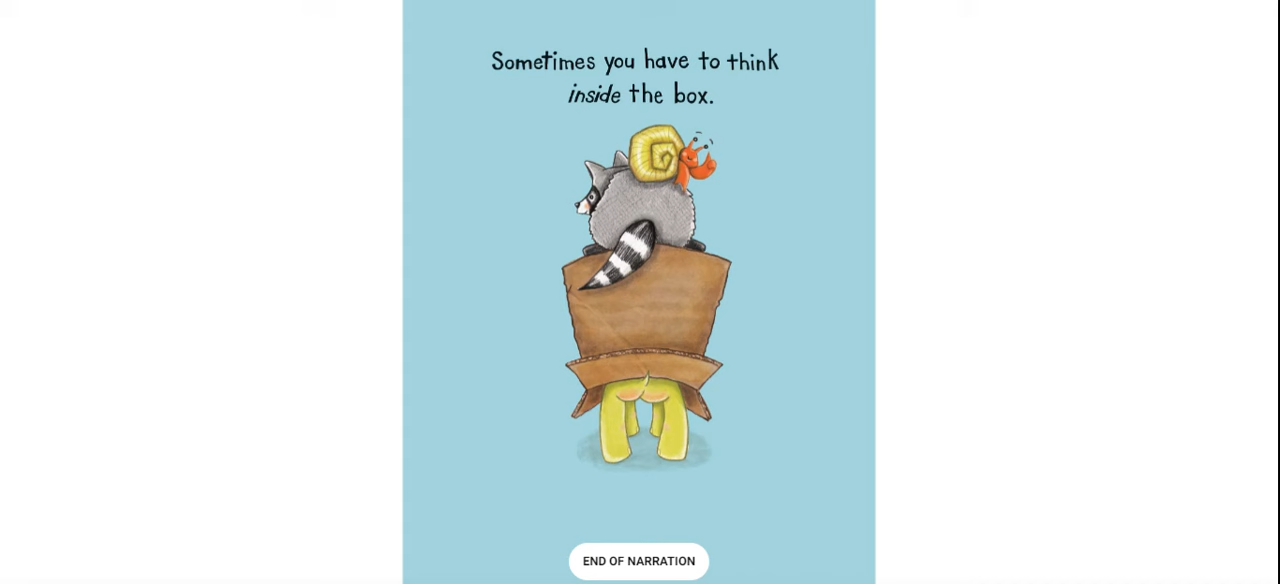 Sometimes you have to think
inside the box.
END OF NARRATION